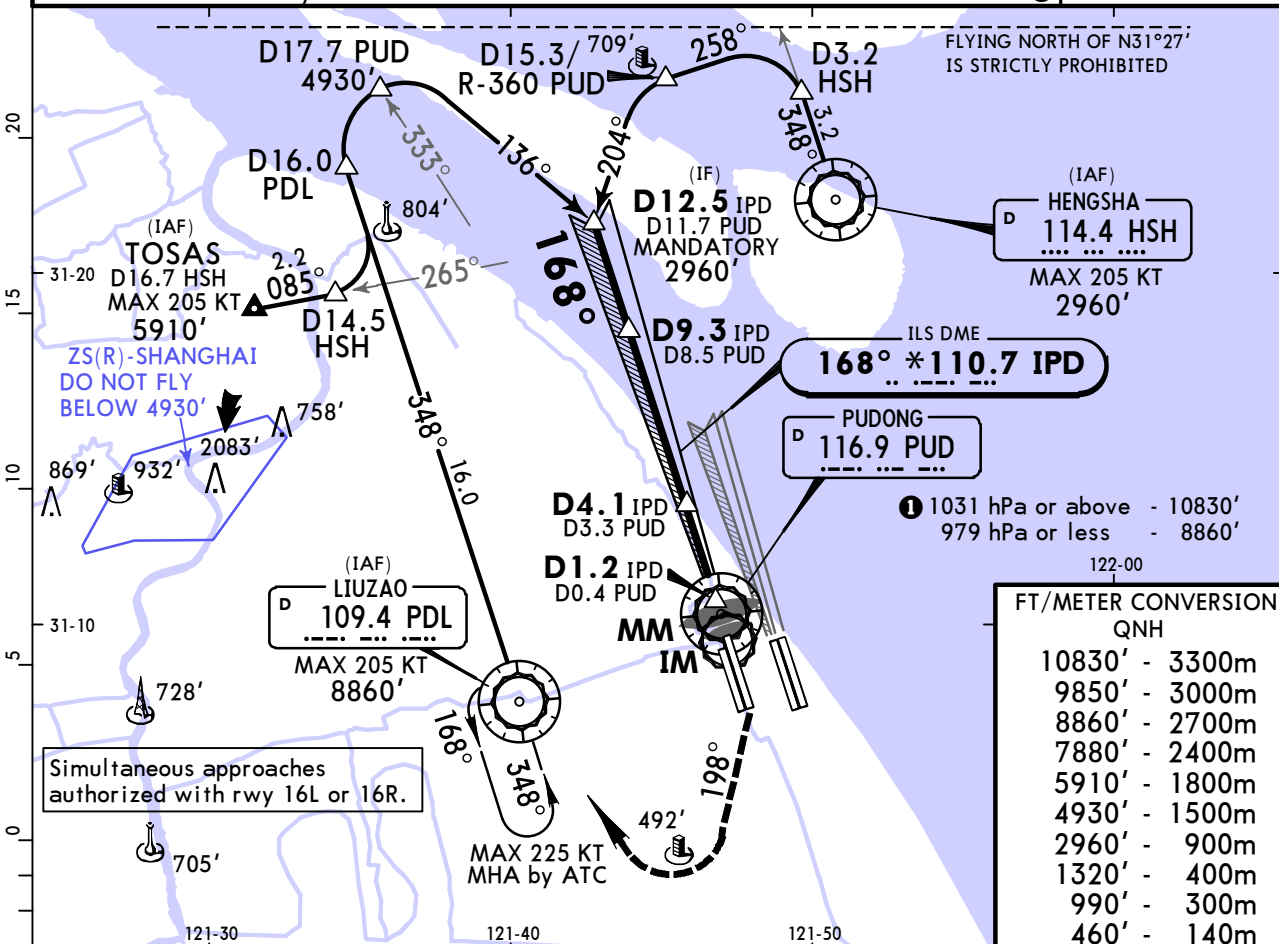 D17.7 PUD
4930'
D15.3/
R-360 PUD
709'
258°
D3.2
HSH
FLYING NORTH OF N31°27'
IS STRICTLY PROHIBITED
20
333°
136°
204°
348°
3.2
D16.0
PDL
804'
(IF)
D12.5 IPD
D11.7 PUD
MANDATORY
2960'
(IAF)
HENGSHA
D
114.4 HSH
MAX 205 KT
2960'
(IAF)
TOSAS
D16.7 HSH
MAX 205 KT
5910'
2.2
085°
265°
168°
31-20
15
D14.5
HSH
D9.3 IPD
D8.5 PUD
ILS DME
168° *110.7 IPD
ZS(R)-SHANGHAI
DO NOT FLY
BELOW 4930'
758'
2083'
869'
932'
348°
16.0
PUDONG
D
116.9 PUD
10
D4.1 IPD
D3.3 PUD
1 1031 hPa or above - 10830'
979 hPa or less - 8860'
D1.2 IPD
D0.4 PUD
122-00
(IAF)
LIUZAO
D
109.4 PDL
MAX 205 KT
8860'
31-10
MM
IM
5
728'
168°
348°
198°
Simultaneous approaches
authorized with rwy 16L or 16R.
0
705'
492'
MAX 225 KT
MHA by ATC
121-30
121-40
121-50
FT/METER CONVERSION
QNH
10830' - 3300m
9850' - 3000m
8860' - 2700m
7880' - 2400m
5910' - 1800m
4930' - 1500m
2960' - 900m
1320' - 400m
990' - 300m
460' - 140m